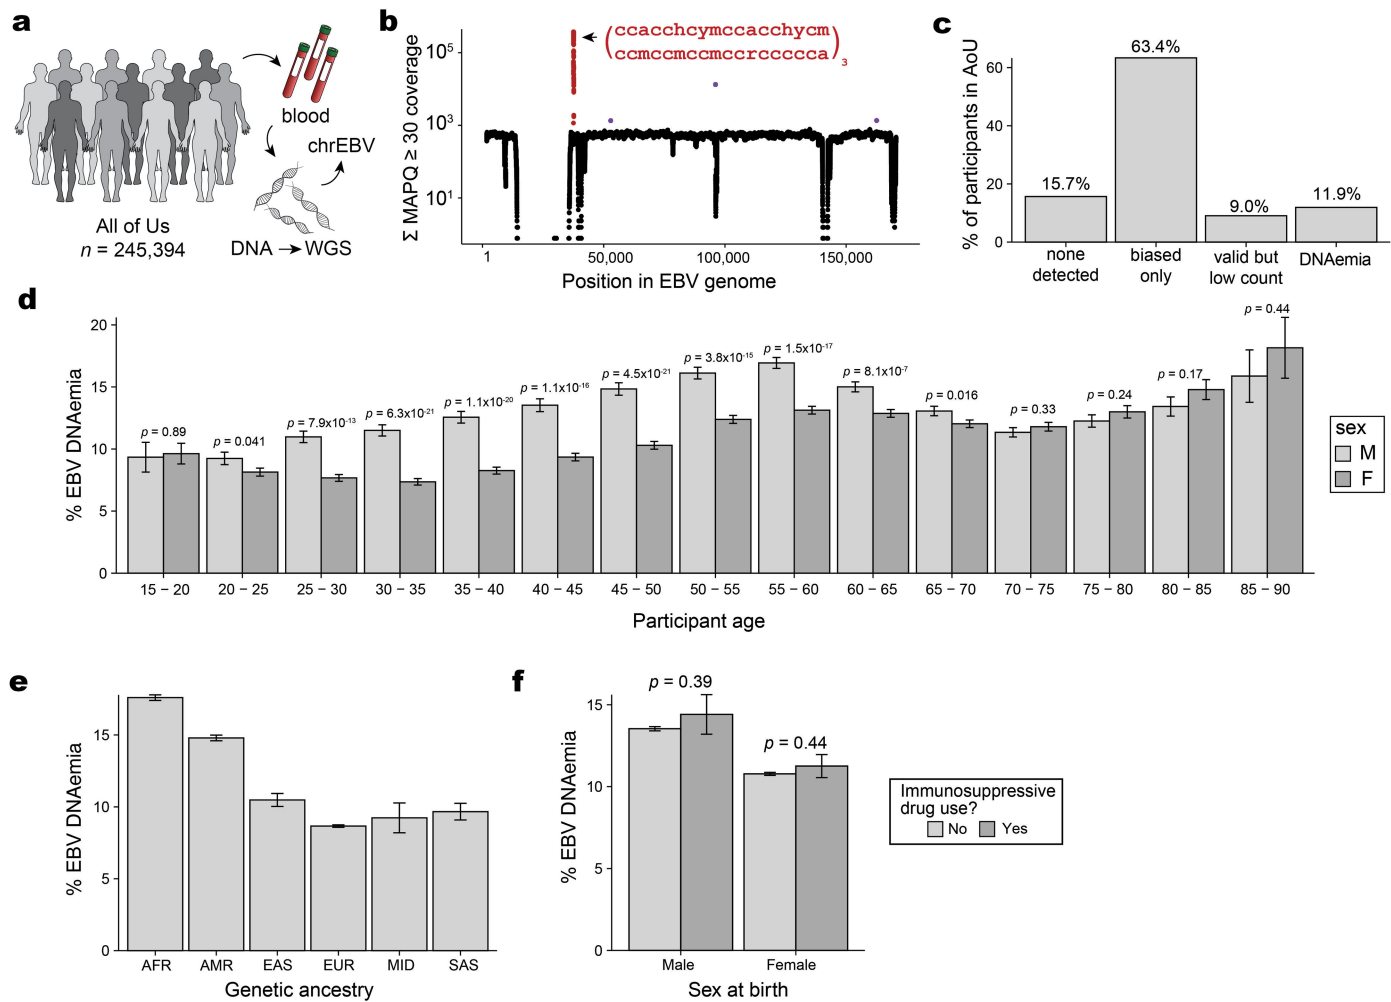 a
blood
chrEBV
All of Us
n = 245,394
DNA → WGS
b
Σ MAPQ ≥ 30 coverage
10⁵
10³
10¹
(ccacchcymccacchycm
ccmccmccmccrccccca)₃
1
50,000
100,000
150,000
Position in EBV genome
c
% of participants in AoU
60
40
20
0
15.7%
63.4%
9.0%
11.9%
none detected
biased only
valid but low count
DNAemia
d
% EBV DNAemia
20
15
10
5
0
p = 0.89
p = 0.041
p = 7.9x10⁻¹³
p = 6.3x10⁻²¹
p = 1.1x10⁻²⁰
p = 1.1x10⁻¹⁶
p = 4.5x10⁻²¹
p = 3.8x10⁻¹⁵
p = 1.5x10⁻¹⁷
p = 8.1x10⁻⁷
p = 0.016
p = 0.33
p = 0.24
p = 0.17
p = 0.44
15 – 20
20 – 25
25 – 30
30 – 35
35 – 40
40 – 45
45 – 50
50 – 55
55 – 60
60 – 65
65 – 70
70 – 75
75 – 80
80 – 85
85 – 90
Participant age
sex
M
F
e
% EBV DNAemia
15
10
5
0
AFR
AMR
EAS
EUR
MID
SAS
Genetic ancestry
f
% EBV DNAemia
15
10
5
0
p = 0.39
p = 0.44
Male
Female
Sex at birth
Immunosuppressive
drug use?
No
Yes